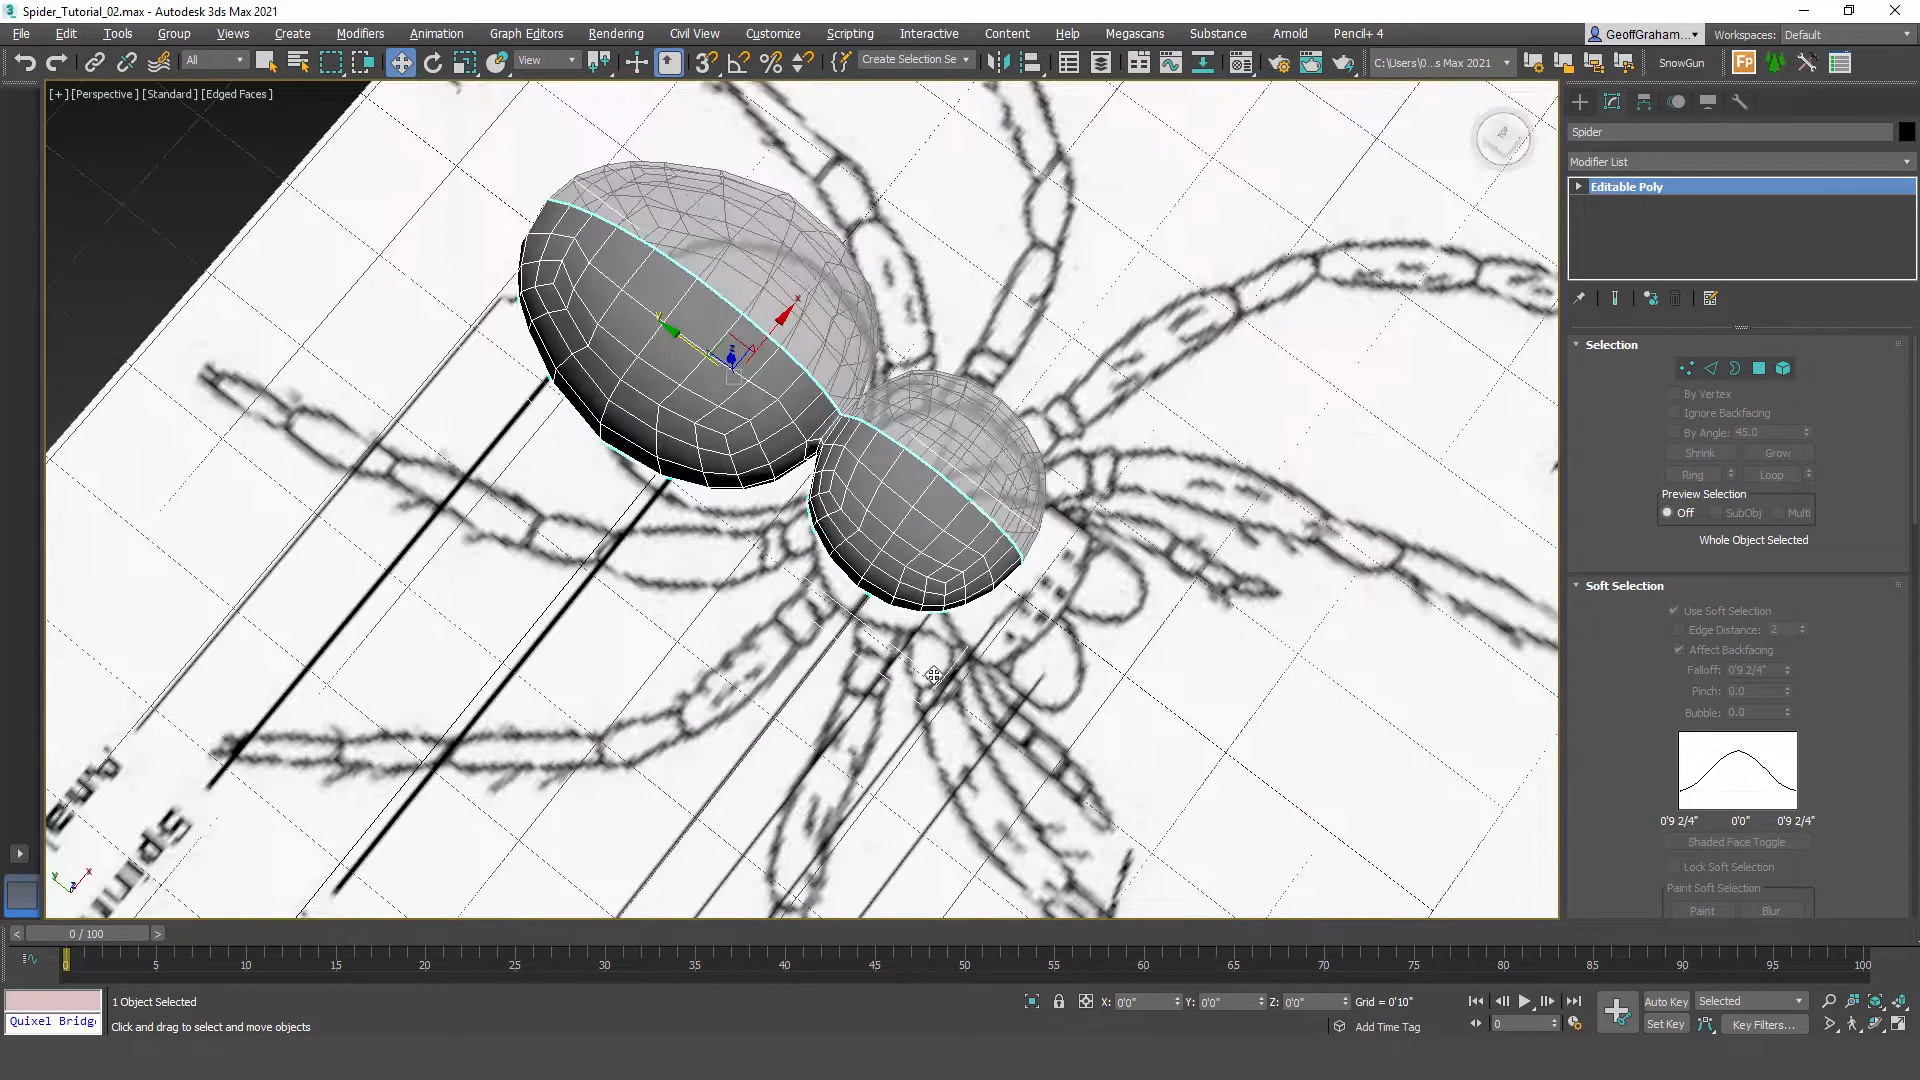 Spider_Tutorial_02.max - Autodesk 3ds Max 2021
File Edit Tools Group Views Create Modifiers Animation Graph Editors Rendering Civil View Customize Scripting Interactive Content Help Megascans Substance Arnold Pencil+ 4
GeoffGraham... Workspaces: Default
All View Create Selection Se C:\Users\0...s Max 2021 SnowGun
[+] [Perspective] [Standard] [Edged Faces]
TOP
Spider
Modifier List
Editable Poly
Selection
By Vertex
Ignore Backfacing
By Angle: 45.0
Shrink Grow
Ring Loop
Preview Selection
Off SubObj Multi
Whole Object Selected
Soft Selection
Use Soft Selection
Edge Distance: 2
Affect Backfacing
Falloff: 0'9 2/4"
Pinch: 0.0
Bubble: 0.0
0'9 2/4" 0'0" 0'9 2/4"
Shaded Face Toggle
Lock Soft Selection
Paint Soft Selection
Paint Blur
x
y
z
y z x
< 0 / 100 >
0 5 10 15 20 25 30 35 40 45 50 55 60 65 70 75 80 85 90 95 100
1 Object Selected
X: 0'0" Y: 0'0" Z: 0'0" Grid = 0'10"
Auto Key Selected
Quixel Bridg
Click and drag to select and move objects
Add Time Tag
0
Set Key Key Filters...